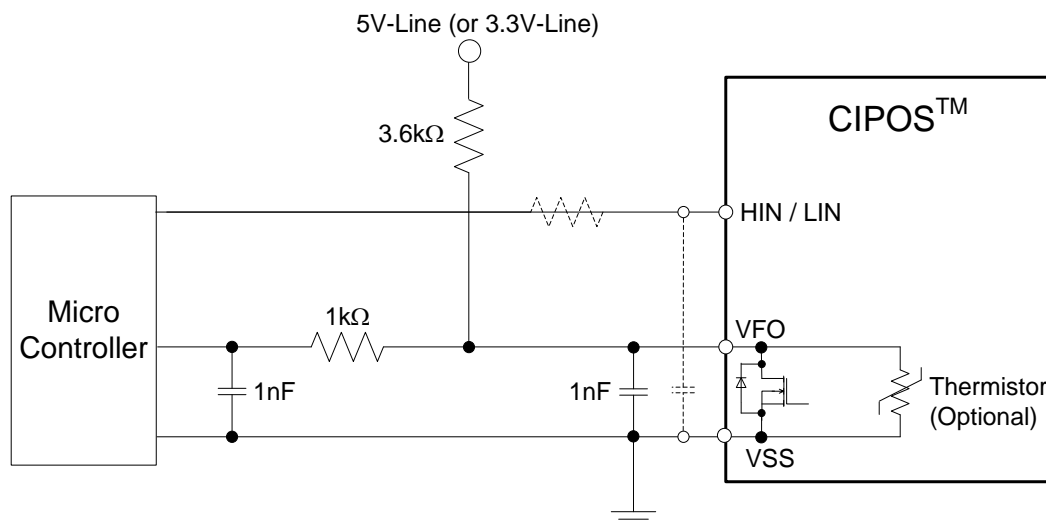 5V-Line (or 3.3V-Line)
CIPOS™
3.6kΩ
HIN / LIN
Micro
Controller
1kΩ
VFO
1nF
1nF
Thermistor
(Optional)
VSS